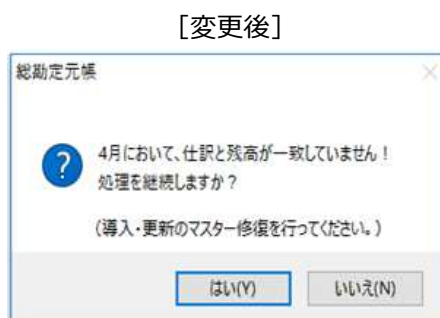 [変更後]
総勘定元帳
4月において、仕訳と残高が一致していません！
処理を継続しますか？
(導入・更新のマスター修復を行ってください。)
はい(Y)
いいえ(N)